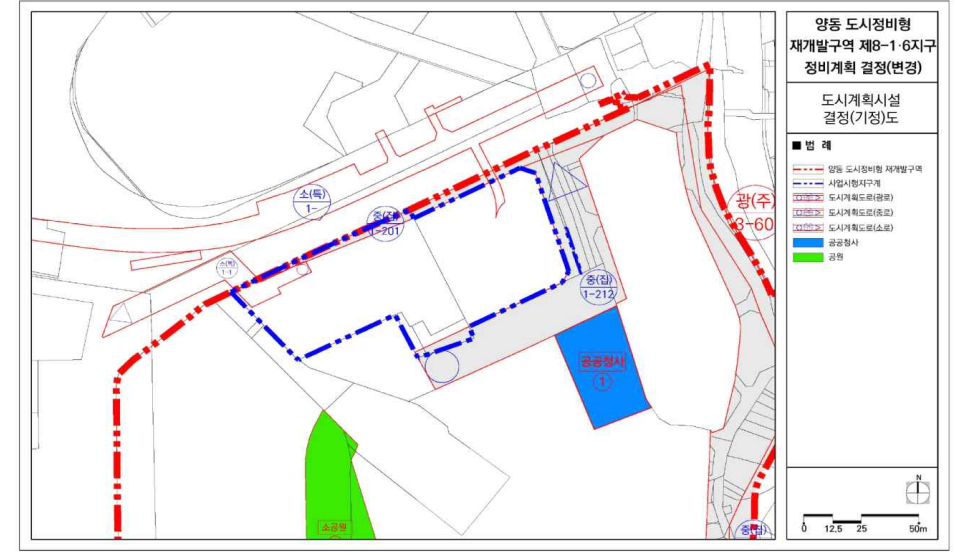 양동 도시정비형
재개발구역 제8-1·6지구
정비계획 결정(변경)
도시계획시설
결정(기정)도
■ 범 례
양동 도시정비형 재개발구역
사업시행지구계
도시계획도로(광로)
도시계획도로(중로)
도시계획도로(소로)
공공청사
공원
N
0 12.5 25 50m
소(특)
1-
중(집)
1-201
소(특)
1-1
광(주)
3-60
중(집)
1-212
공공청사
1
소공원
중(집)